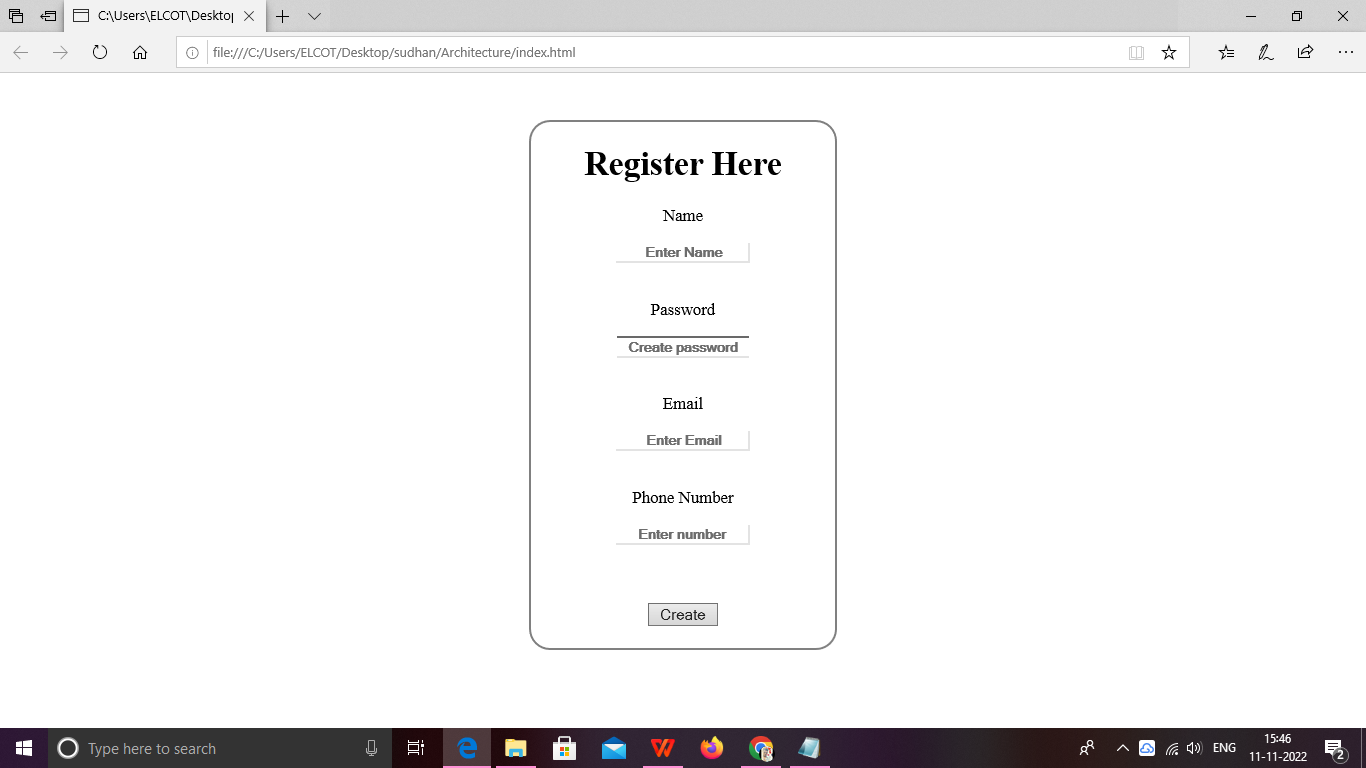 C:\Users\ELCOT\Desktop
file:///C:/Users/ELCOT/Desktop/sudhan/Architecture/index.html
Register Here
Name
Enter Name
Password
Create password
Email
Enter Email
Phone Number
Enter number
Create
Type here to search
ENG
15:46
11-11-2022
2